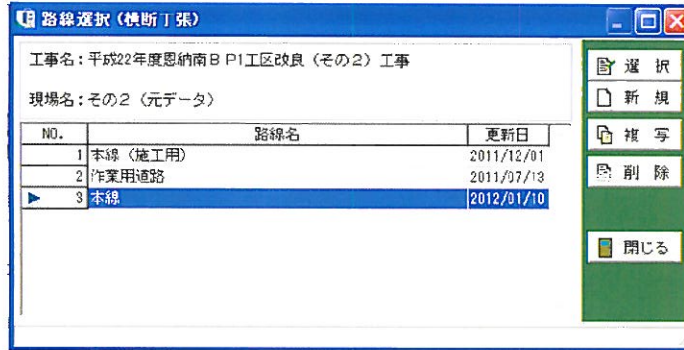 路線選択（横断丁張）
工事名：平成22年度恩納南ＢＰ1工区改良（その２）工事
現場名：その２（元データ）
NO. 路線名 更新日
1 本線（施工用） 2011/12/01
2 作業用道路 2011/07/13
3 本線 2012/01/10
選 択
新 規
複 写
削 除
閉じる